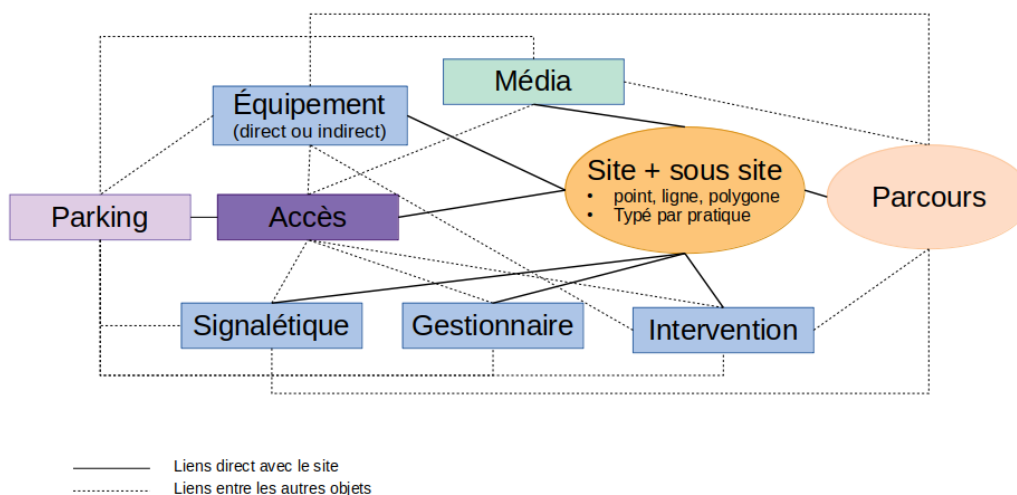 Média
Équipement
(direct ou indirect)
Site + sous site
• point, ligne, polygone
• Typé par pratique
Parcours
Parking
Accès
Signalétique
Gestionnaire
Intervention
Liens direct avec le site
Liens entre les autres objets